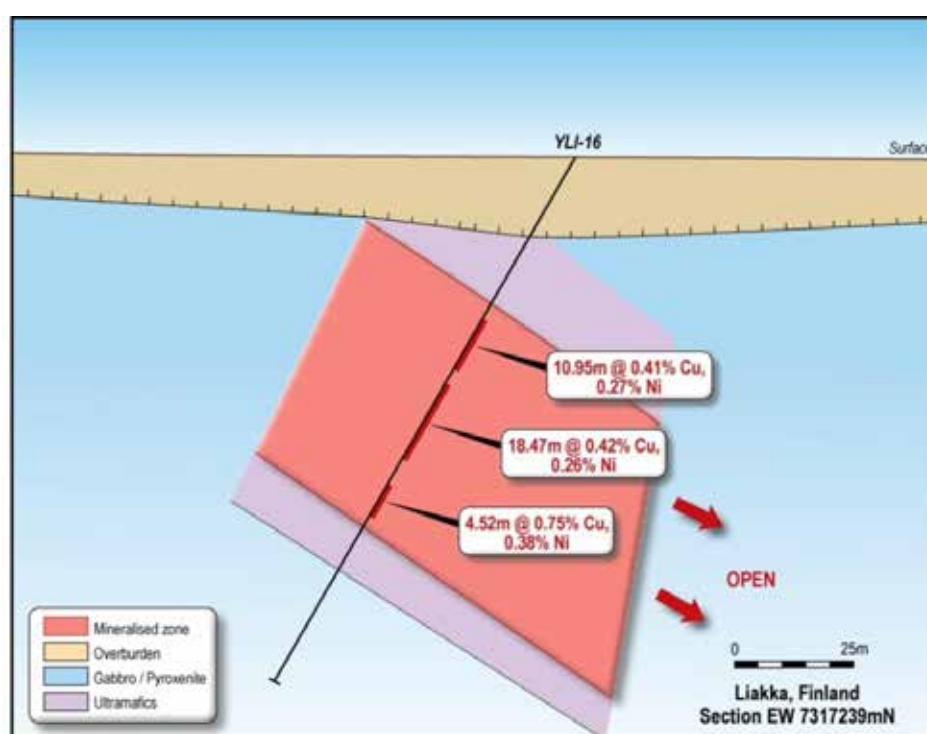 YLI-16
Surface
10.95m @ 0.41% Cu,
0.27% Ni
18.47m @ 0.42% Cu,
0.26% Ni
4.52m @ 0.75% Cu,
0.38% Ni
OPEN
Mineralised zone
Overburden
Gabbro / Pyroxenite
Ultramafics
0 25m
Liakka, Finland
Section EW 7317239mN